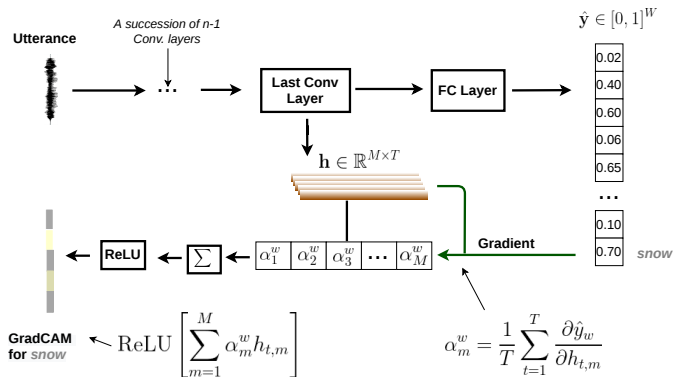 A succession of n-1
Conv. layers
Utterance
...
Last Conv
Layer
FC Layer
ŷ ∈ [0, 1]^W
0.02
0.40
0.60
0.06
0.65
...
0.10
0.70
snow
h ∈ ℝ^{M×T}
Gradient
α_1^w α_2^w α_3^w ... α_M^w
∑
ReLU
GradCAM
for snow
ReLU [ ∑_{m=1}^{M} α_m^w h_{t,m} ]
α_m^w = \frac{1}{T} ∑_{t=1}^{T} \frac{∂ŷ_w}{∂h_{t,m}}